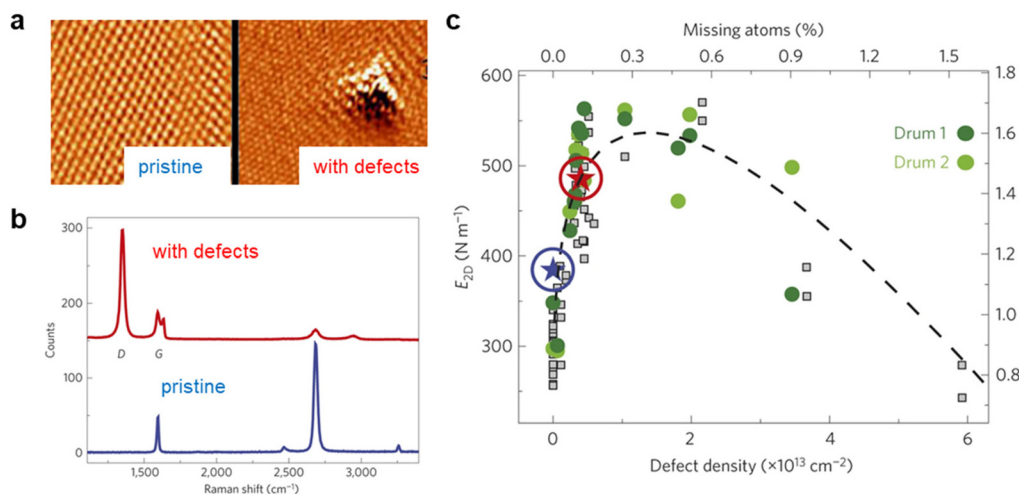 a
pristine
with defects
b
300
200
100
0
Counts
with defects
D
G
pristine
1,500
2,000
2,500
3,000
Raman shift (cm⁻¹)
c
Missing atoms (%)
0.0
0.3
0.6
0.9
1.2
1.5
600
500
400
300
E2D (N m⁻¹)
1.8
1.6
1.4
1.2
1.0
0.8
Drum 1
Drum 2
0
2
4
6
Defect density (×10¹³ cm⁻²)